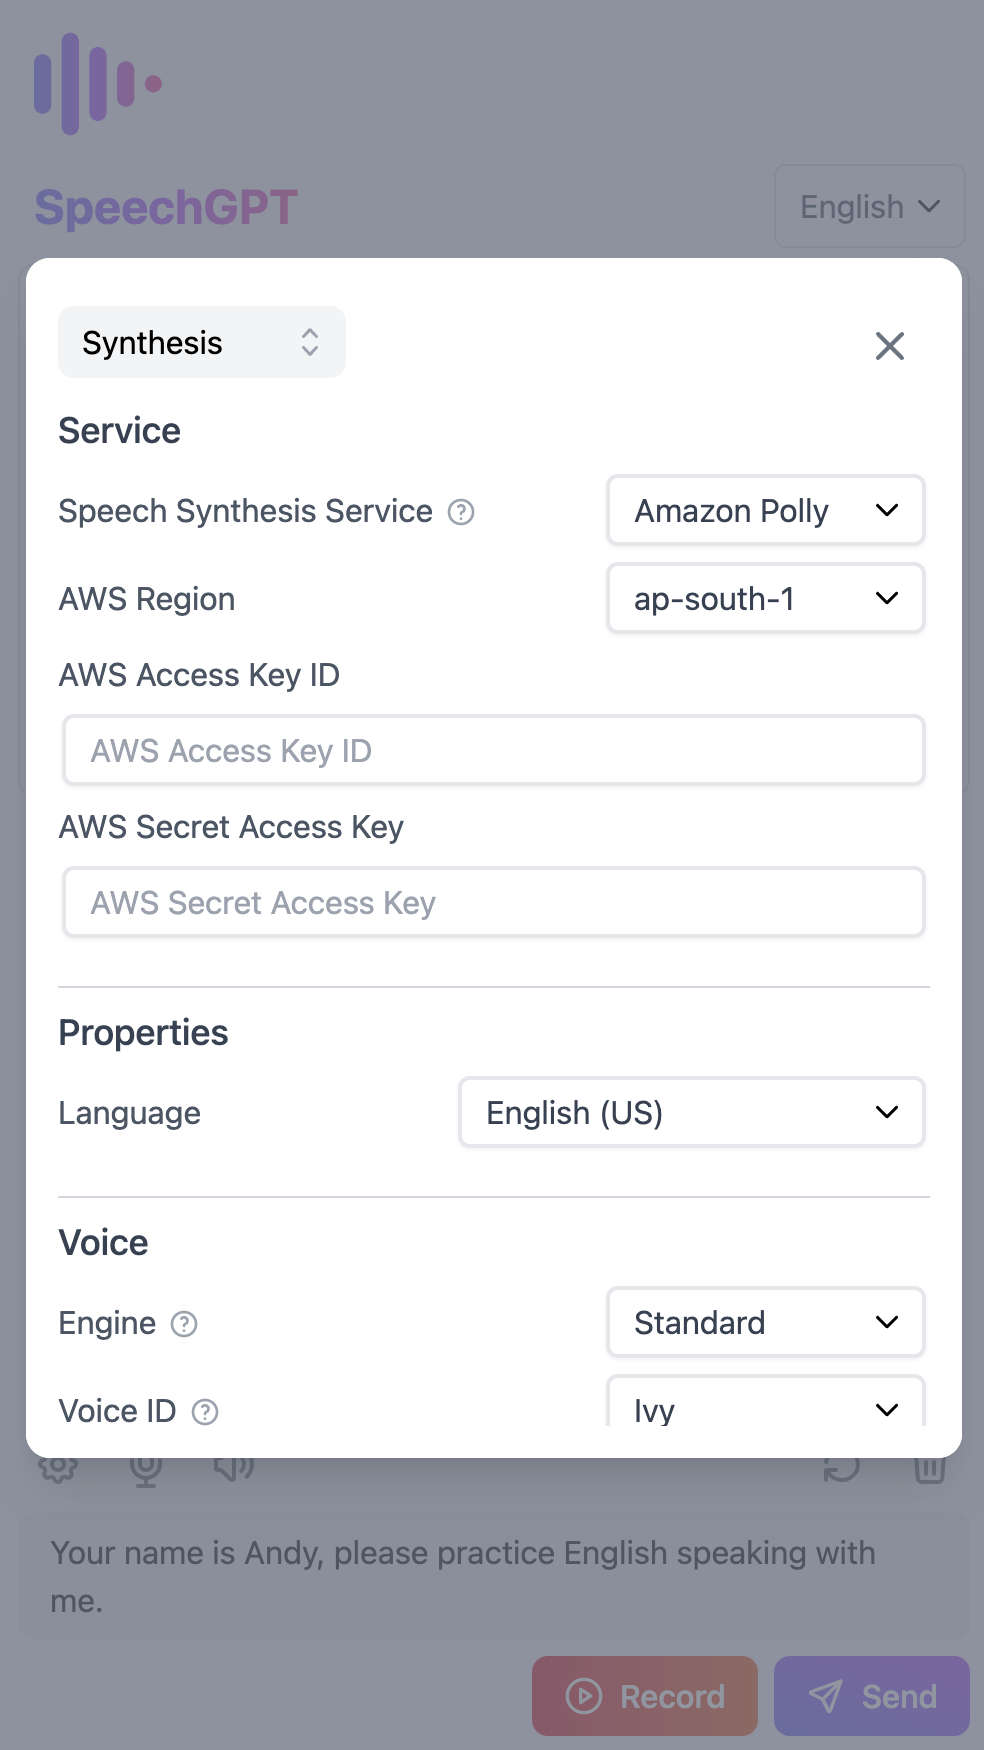 SpeechGPT
English
Synthesis
Service
Speech Synthesis Service
Amazon Polly
AWS Region
ap-south-1
AWS Access Key ID
AWS Access Key ID
AWS Secret Access Key
AWS Secret Access Key
Properties
Language
English (US)
Voice
Engine
Standard
Voice ID
Ivy
Your name is Andy, please practice English speaking with
me.
Record
Send